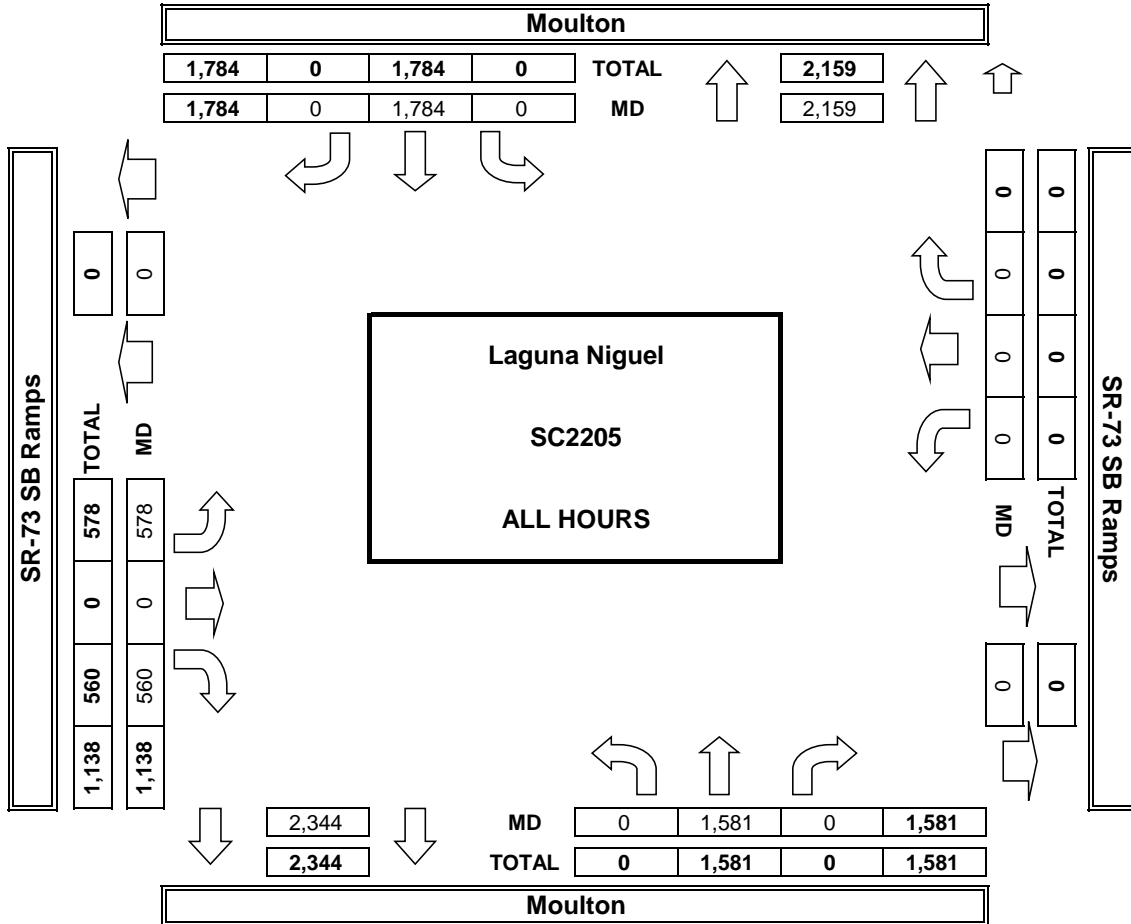 Moulton
1,784 0 1,784 0 TOTAL 2,159
1,784 0 1,784 0 MD 2,159
SR-73 SB Ramps
TOTAL
0
578
0
560
1,138
MD
0
578
0
560
1,138
Laguna Niguel
SC2205
ALL HOURS
0
0
0
0
MD
0
0
0
0
0
TOTAL
0
SR-73 SB Ramps
2,344 MD 0 1,581 0 1,581
2,344 TOTAL 0 1,581 0 1,581
Moulton